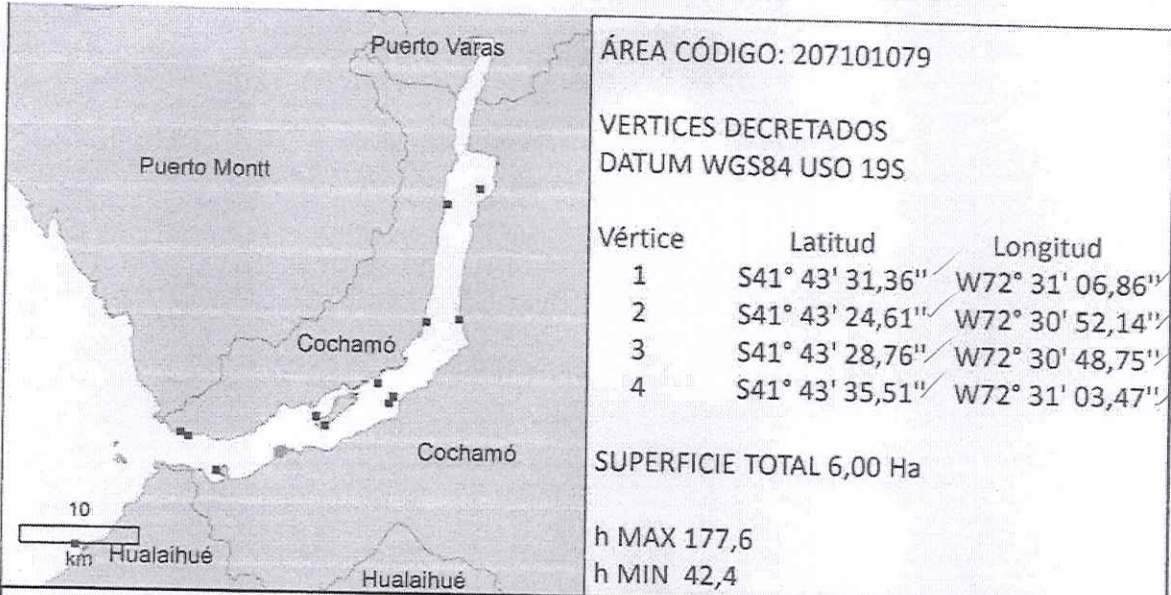 Puerto Varas
Puerto Montt
Cochamó
Cochamó
10
km
Hualaihué
Hualaihué
ÁREA CÓDIGO: 207101079
VERTICES DECRETADOS
DATUM WGS84 USO 19S
Vértice Latitud Longitud
1 S41° 43' 31,36'' W72° 31' 06,86''
2 S41° 43' 24,61'' W72° 30' 52,14''
3 S41° 43' 28,76'' W72° 30' 48,75''
4 S41° 43' 35,51'' W72° 31' 03,47''
SUPERFICIE TOTAL 6,00 Ha
h MAX 177,6
h MIN 42,4